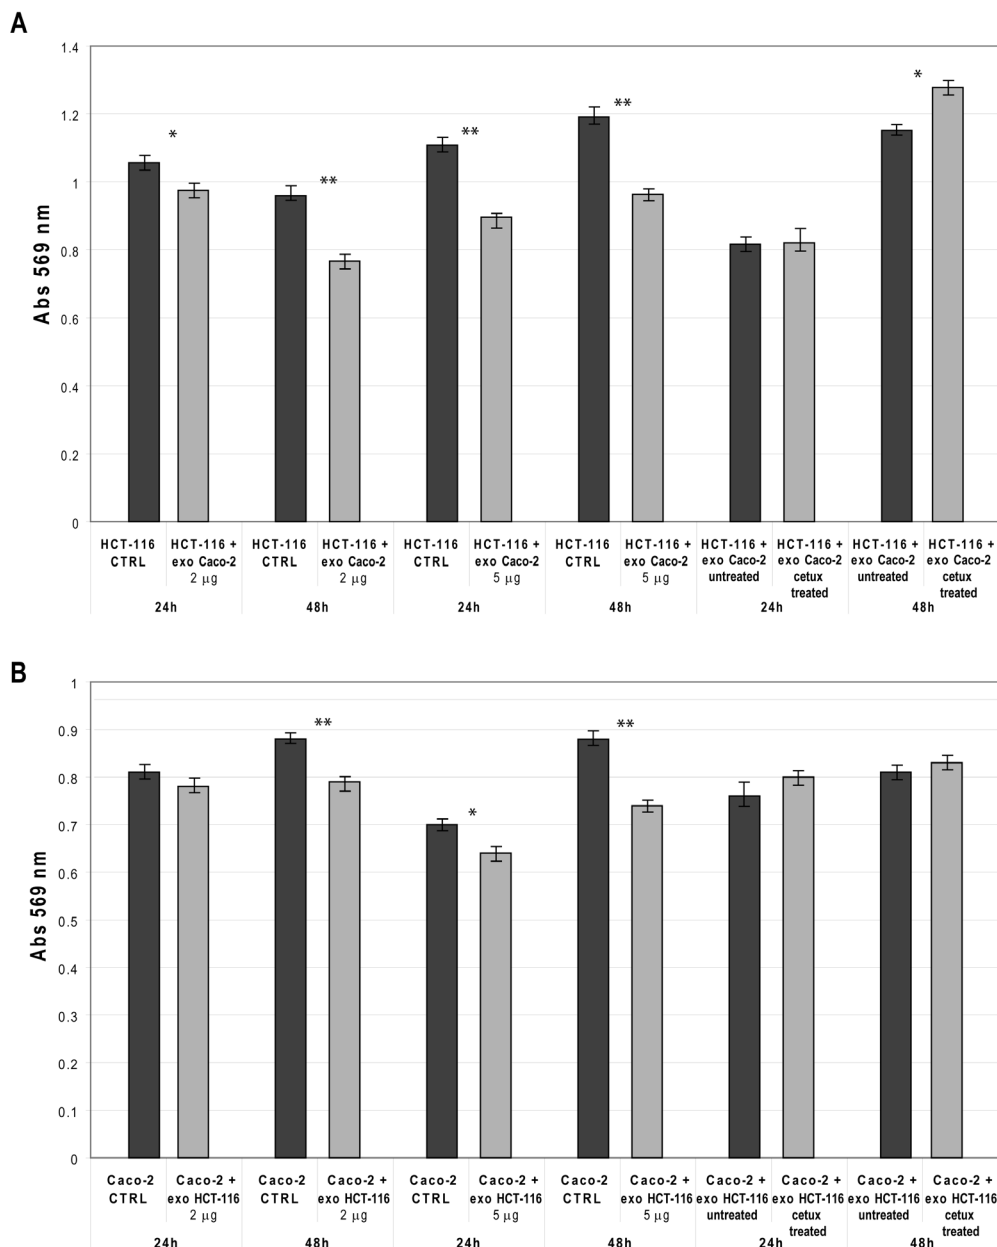 A
1.4
1.2
1
0.8
0.6
0.4
0.2
0
Abs 569 nm
*
**
**
**
*
HCT-116 CTRL
HCT-116 + exo Caco-2 2 µg
HCT-116 CTRL
HCT-116 + exo Caco-2 2 µg
HCT-116 CTRL
HCT-116 + exo Caco-2 5 µg
HCT-116 CTRL
HCT-116 + exo Caco-2 5 µg
HCT-116 + exo Caco-2 untreated
HCT-116 + exo Caco-2 cetux treated
HCT-116 + exo Caco-2 untreated
HCT-116 + exo Caco-2 cetux treated
24h 48h 24h 48h 24h 48h
B
1
0.9
0.8
0.7
0.6
0.5
0.4
0.3
0.2
0.1
0
Abs 569 nm
**
*
**
Caco-2 CTRL
Caco-2 + exo HCT-116 2 µg
Caco-2 CTRL
Caco-2 + exo HCT-116 2 µg
Caco-2 CTRL
Caco-2 + exo HCT-116 5 µg
Caco-2 CTRL
Caco-2 + exo HCT-116 5 µg
Caco-2 + exo HCT-116 untreated
Caco-2 + exo HCT-116 cetux treated
Caco-2 + exo HCT-116 untreated
Caco-2 + exo HCT-116 cetux treated
24h 48h 24h 48h 24h 48h